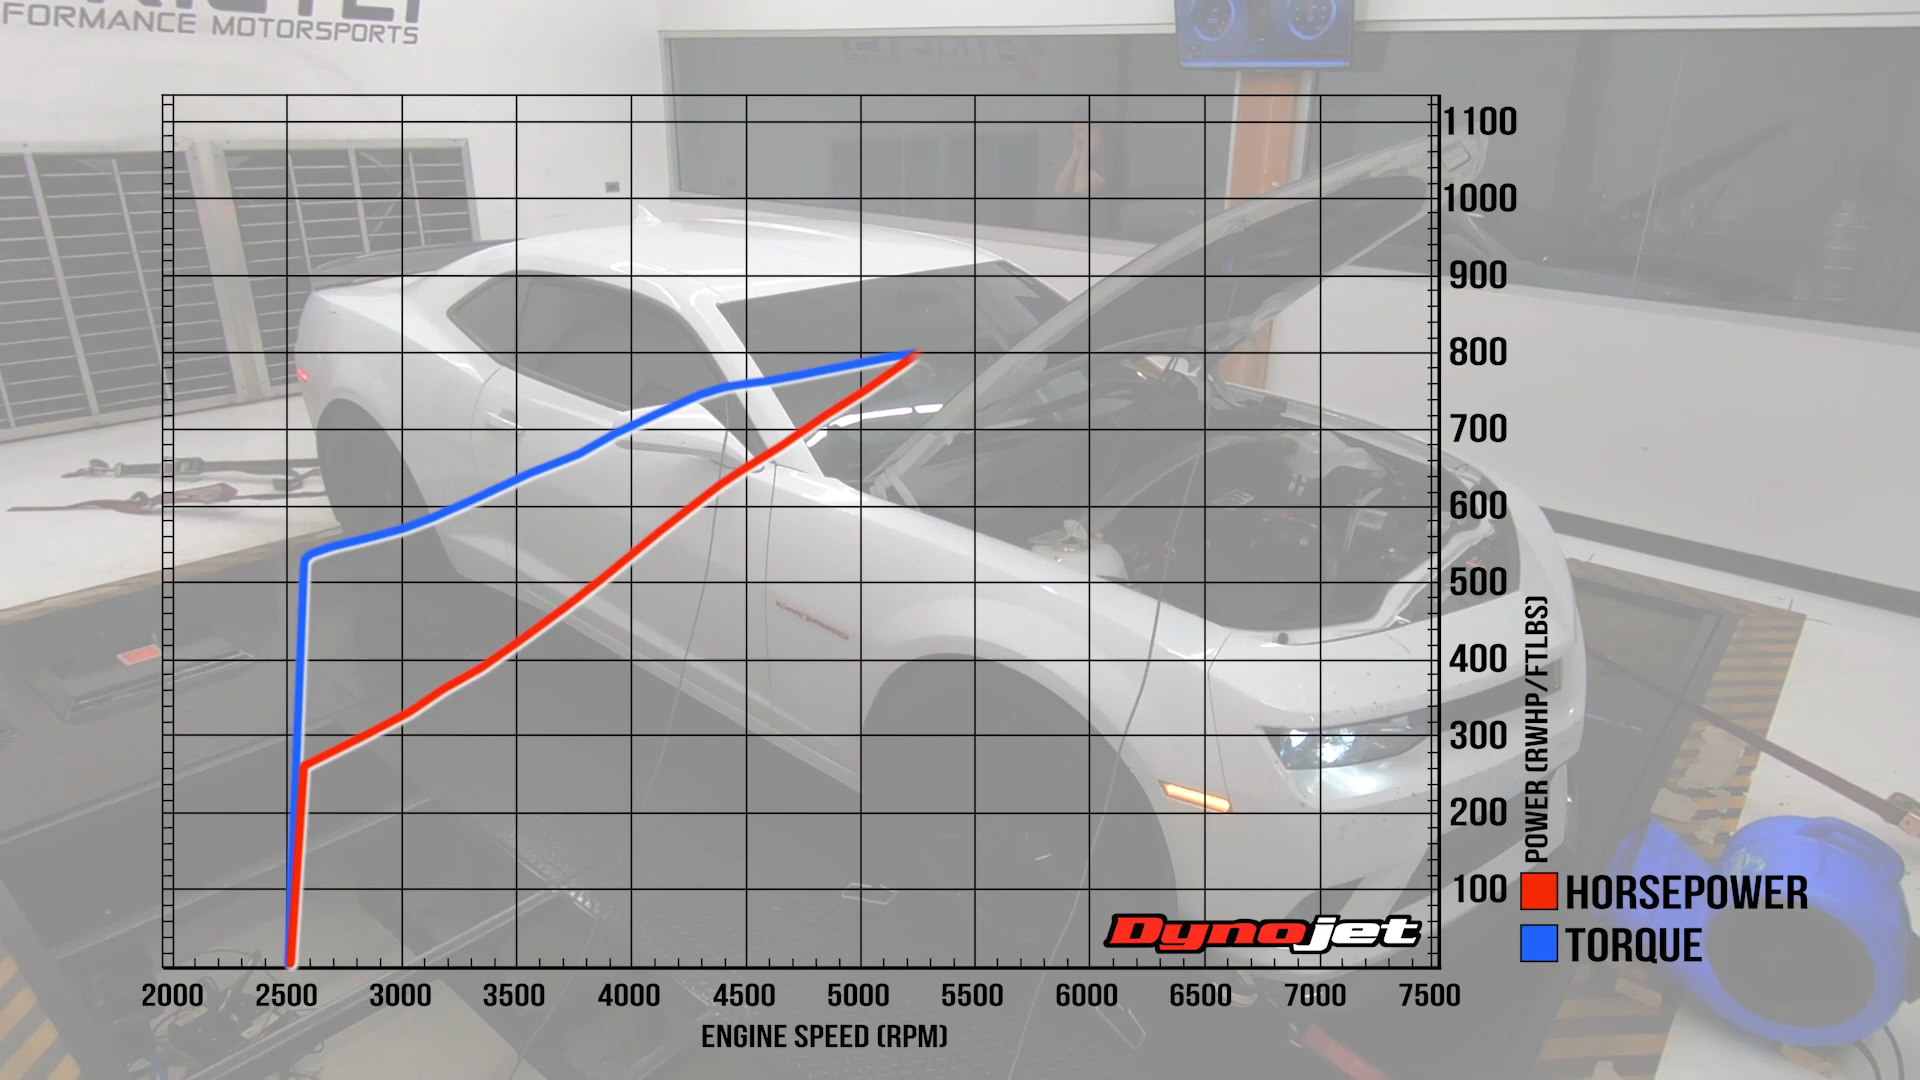 FORMANCE MOTORSPORTS
1100
1000
900
800
700
600
500
400
300
200
100
POWER (RWHP/FTLBS)
HORSEPOWER
TORQUE
Dynojet
2000 2500 3000 3500 4000 4500 5000 5500 6000 6500 7000 7500
ENGINE SPEED (RPM)